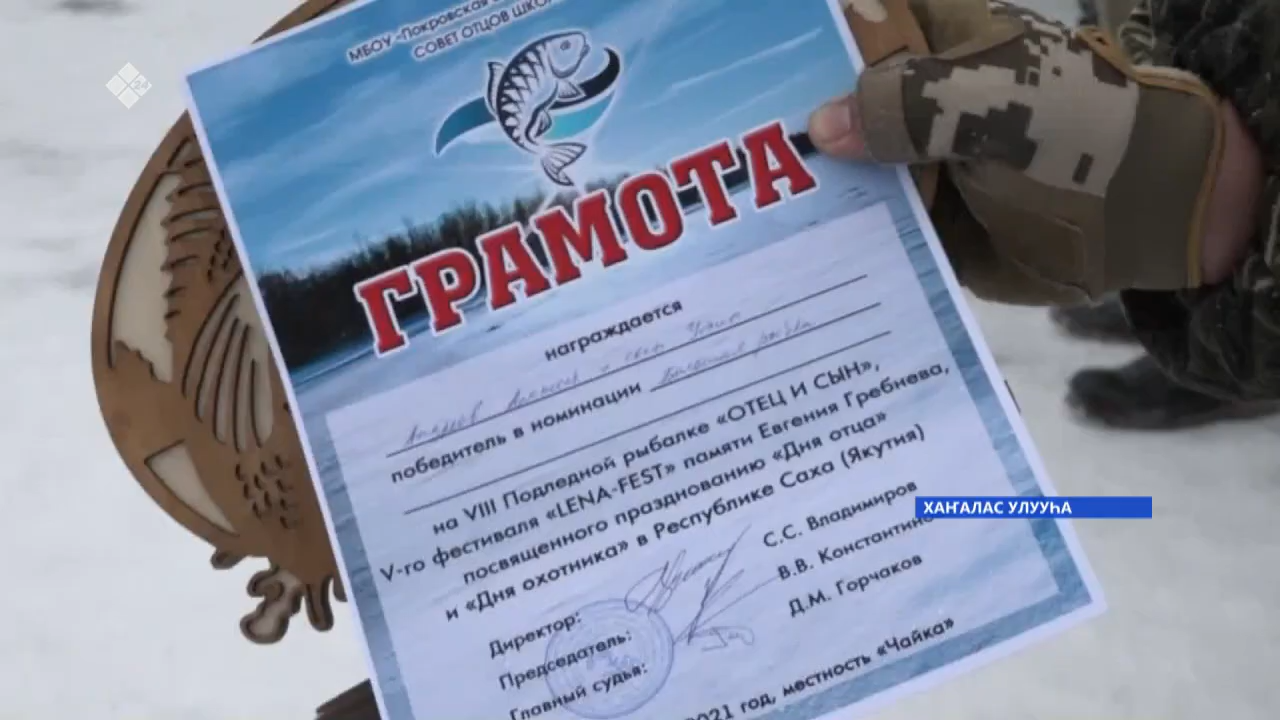 МБОУ «Покровская
СОВЕТ ОТЦОВ
ГРАМОТА
награждается
победитель в номинации
на VIII Подледной рыбалке «ОТЕЦ И СЫН»,
V-го фестиваля «LENA-FEST» памяти Евгения Гребнева,
посвященного празднованию «Дня отца»
и «Дня охотника» в Республике Саха (Якутия)
Директор: С.С. Владимиров
Председатель: В.В. Константино
Главный судья: Д.М. Горчаков
2021 год, местность «Чайка»
24
ХАҤАЛАС УЛУУҺА